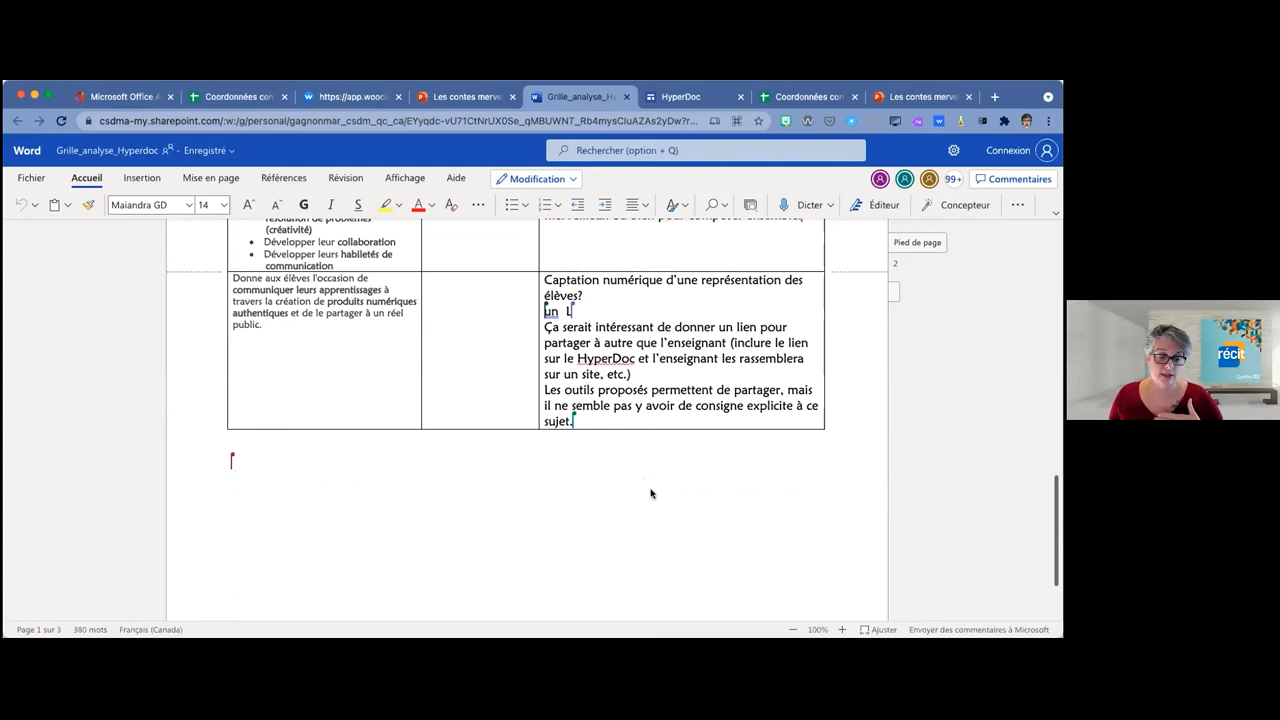 Microsoft Office A
Coordonnées con
https://app.woocl
Les contes merve
Grille_analyse_Hy
HyperDoc
Coordonnées con
Les contes merve
csdma-my.sharepoint.com/:w:/g/personal/gagnonmar_csdm_qc_ca/EYyqdc-vU71CtNrUX0Se_qMBUWNT_Rb4mysCluAZAs2yDw?r...
Word
Grille_analyse_Hyperdoc
- Enregistré
Rechercher (option + Q)
Connexion
Fichier
Accueil
Insertion
Mise en page
Références
Révision
Affichage
Aide
Modification
99+
Commentaires
Maiandra GD
14
G
I
S
Dicter
Éditeur
Concepteur
résolution de problèmes
(créativité)
• Développer leur collaboration
• Développer leurs habiletés de
communication
Pied de page
2
Donne aux élèves l'occasion de
communiquer leurs apprentissages à
travers la création de produits numériques
authentiques et de le partager à un réel
public.
Captation numérique d'une représentation des
élèves?
un L
Ça serait intéressant de donner un lien pour
partager à autre que l'enseignant (inclure le lien
sur le HyperDoc et l'enseignant les rassemblera
sur un site, etc.)
Les outils proposés permettent de partager, mais
il ne semble pas y avoir de consigne explicite à ce
sujet.
récit
Page 1 sur 3
380 mots
Français (Canada)
100%
Ajuster
Envoyer des commentaires à Microsoft